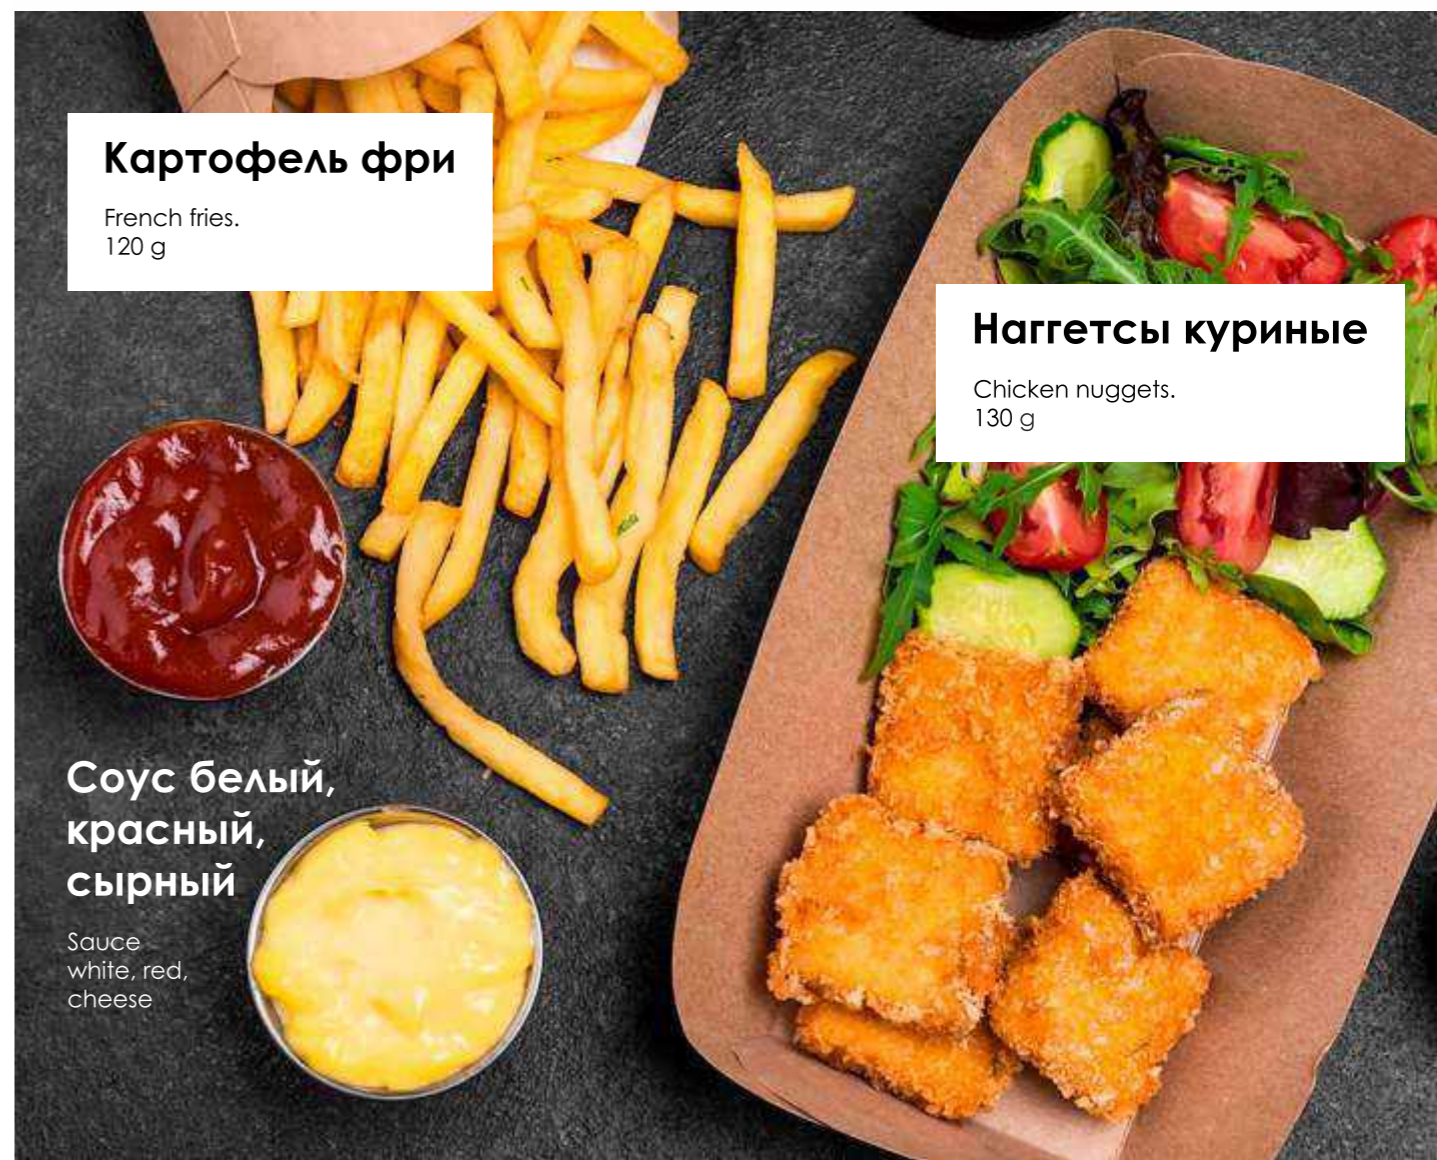 Картофель фри
French fries.
120 g
Наггетсы куриные
Chicken nuggets.
130 g
Соус белый,
красный,
сырный
Sauce
white, red,
cheese